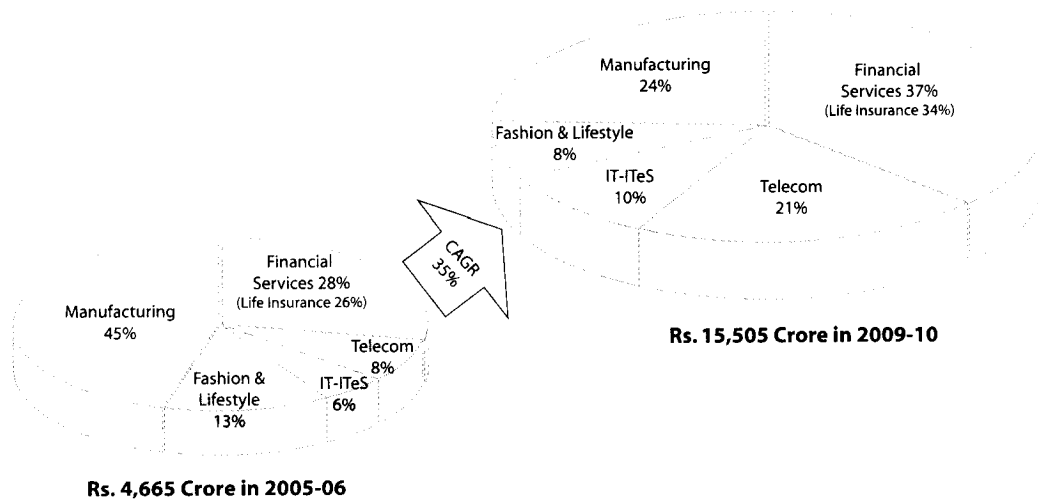 Manufacturing
24%
Financial
Services 37%
(Life Insurance 34%)
Fashion & Lifestyle
8%
IT-ITeS
10%
Telecom
21%
CAGR
35%
Rs. 15,505 Crore in 2009-10
Financial
Services 28%
(Life Insurance 26%)
Manufacturing
45%
Telecom
8%
Fashion &
Lifestyle
13%
IT-ITeS
6%
Rs. 4,665 Crore in 2005-06